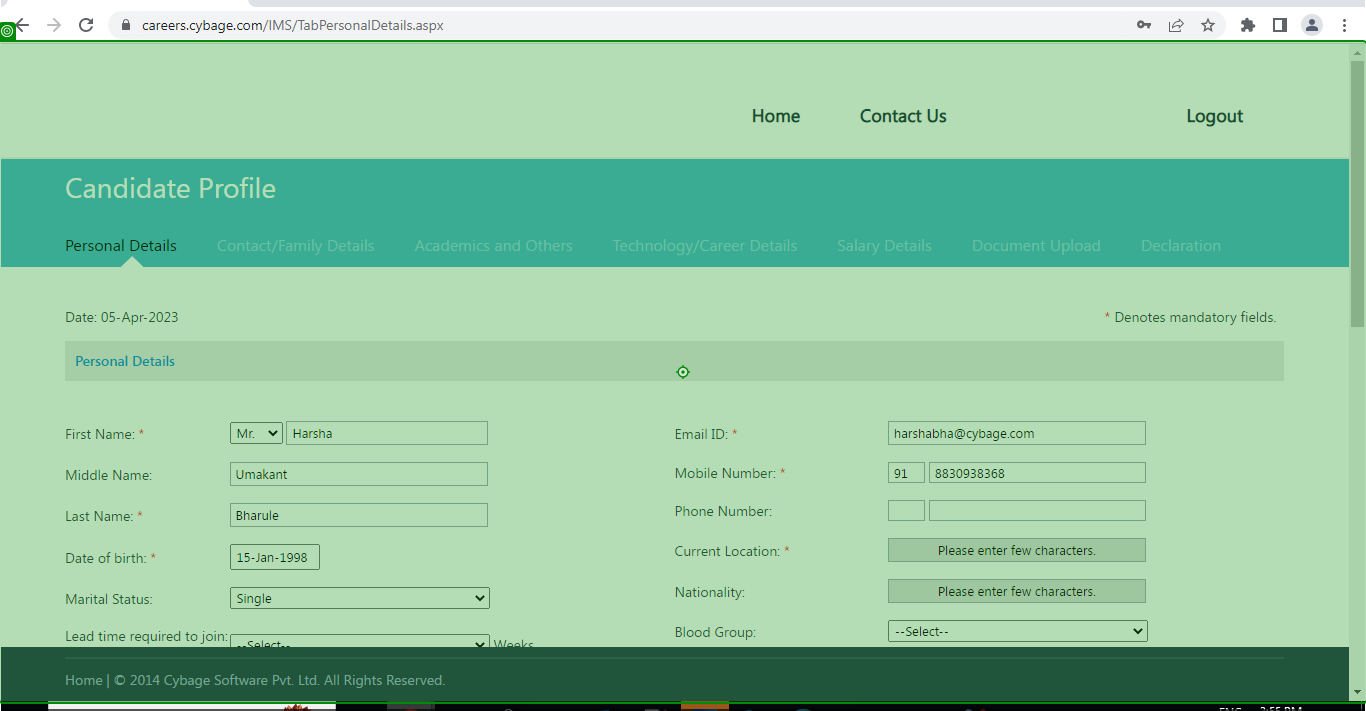 careers.cybage.com/IMS/TabPersonalDetails.aspx
Home Contact Us Logout
Candidate Profile
Personal Details Contact/Family Details Academics and Others Technology/Career Details Salary Details Document Upload Declaration
Date: 05-Apr-2023 * Denotes mandatory fields.
Personal Details
First Name: * Mr. Harsha Email ID: * harshabha@cybage.com
Middle Name: Umakant Mobile Number: * 91 8830938368
Last Name: * Bharule Phone Number:
Date of birth: * 15-Jan-1998 Current Location: * Please enter few characters.
Marital Status: Single Nationality: Please enter few characters.
Lead time required to join: --Select-- Weeks Blood Group: --Select--
Home | © 2014 Cybage Software Pvt. Ltd. All Rights Reserved.